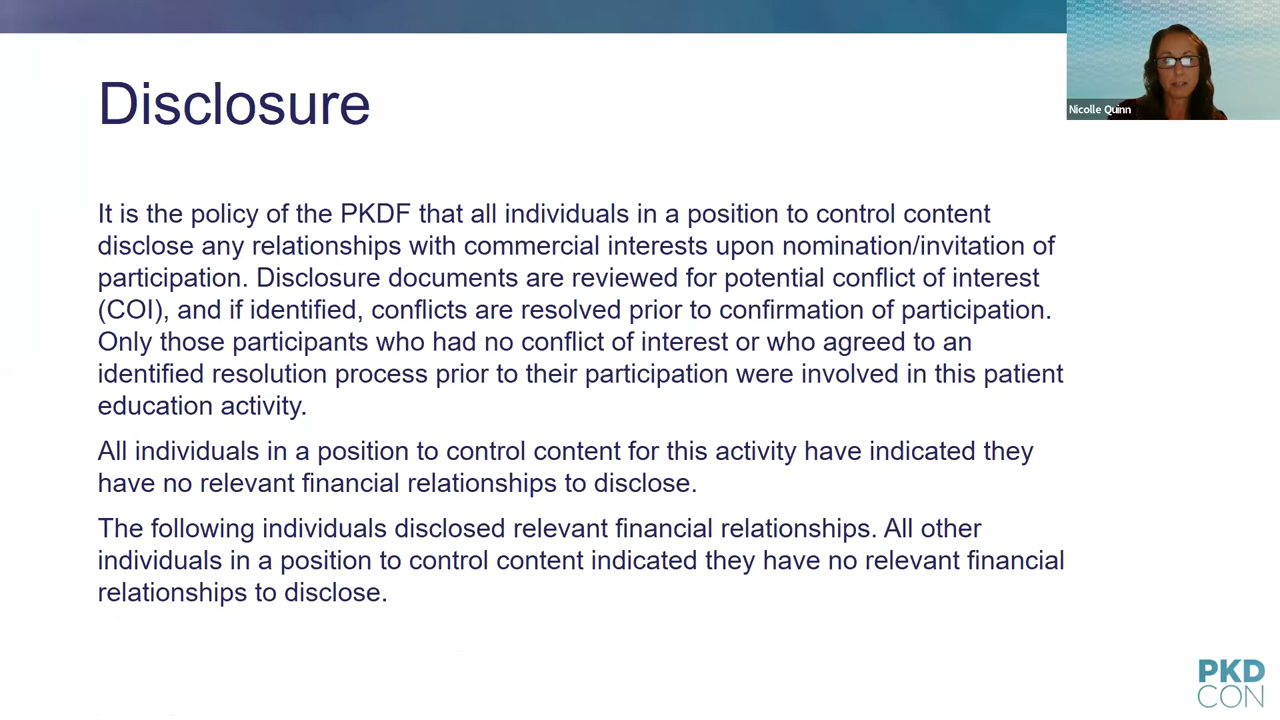 Disclosure
Nicolle Quinn
It is the policy of the PKDF that all individuals in a position to control content
disclose any relationships with commercial interests upon nomination/invitation of
participation. Disclosure documents are reviewed for potential conflict of interest
(COI), and if identified, conflicts are resolved prior to confirmation of participation.
Only those participants who had no conflict of interest or who agreed to an
identified resolution process prior to their participation were involved in this patient
education activity.
All individuals in a position to control content for this activity have indicated they
have no relevant financial relationships to disclose.
The following individuals disclosed relevant financial relationships. All other
individuals in a position to control content indicated they have no relevant financial
relationships to disclose.
PKD
CON